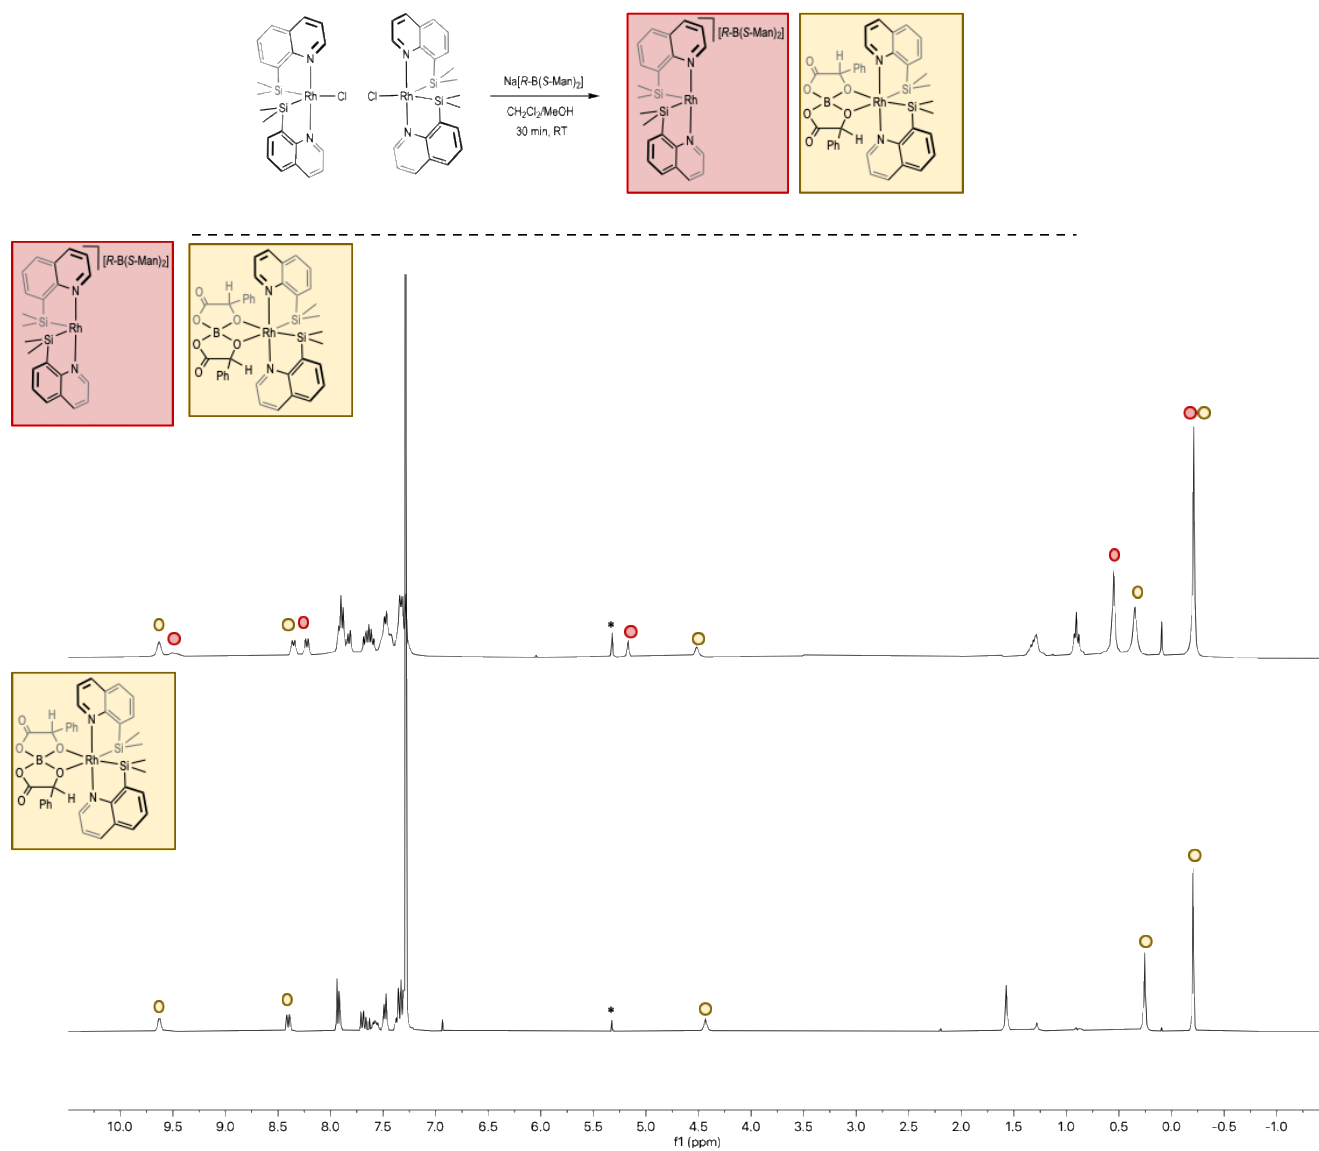 N
Si
Si
Rh
Cl
N
N
Si
Cl
Rh
Si
N
Na[R-B(S-Man)2]
CH2Cl2/MeOH
30 min, RT
[R-B(S-Man)2]
N
Si
Rh
Si
N
H
O
Ph
N
O
O
Si
B
Rh
Si
O
O
O
H
Ph
N
[R-B(S-Man)2]
N
Si
Rh
Si
N
H
O
Ph
N
O
O
Si
B
Rh
Si
O
O
O
H
Ph
N
*
H
O
Ph
N
O
O
Si
B
Rh
Si
O
O
O
H
Ph
N
*
10.0 9.5 9.0 8.5 8.0 7.5 7.0 6.5 6.0 5.5 5.0 4.5 4.0 3.5 3.0 2.5 2.0 1.5 1.0 0.5 0.0 -0.5 -1.0
f1 (ppm)